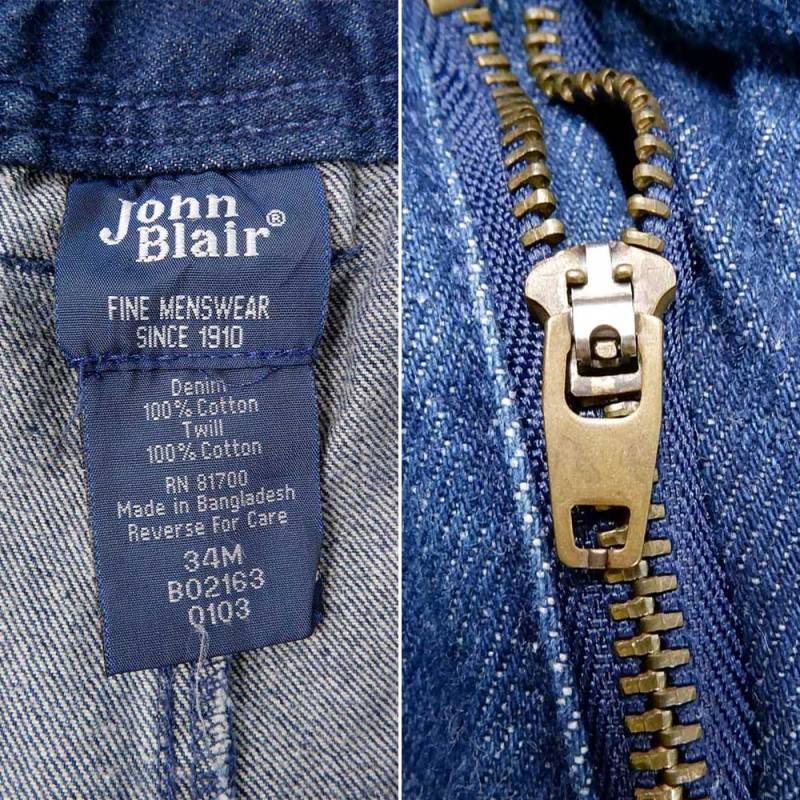 John
Blair®
FINE MENSWEAR
SINCE 1910
Denim
100% Cotton
Twill
100% Cotton
RN 81700
Made in Bangladesh
Reverse For Care
34M
B02163
0103